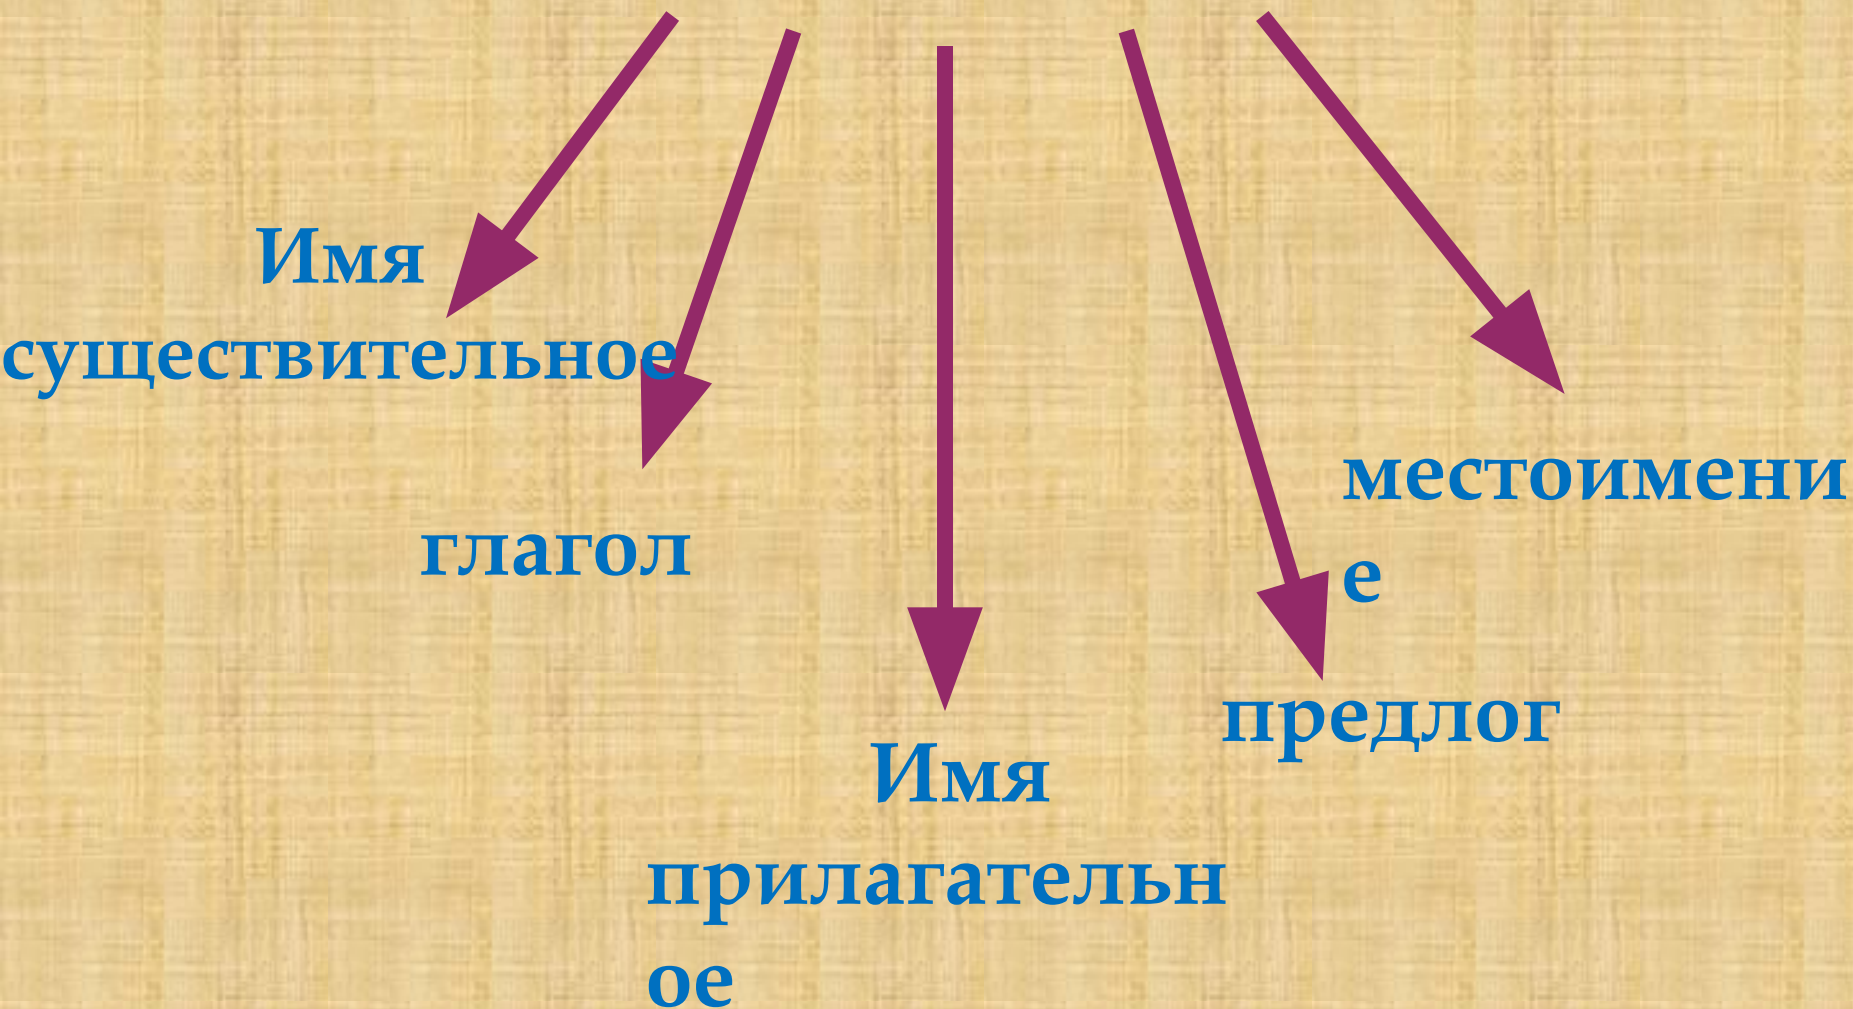 Имя
существительное
глагол
местоимени
е
предлог
Имя
прилагательн
ое